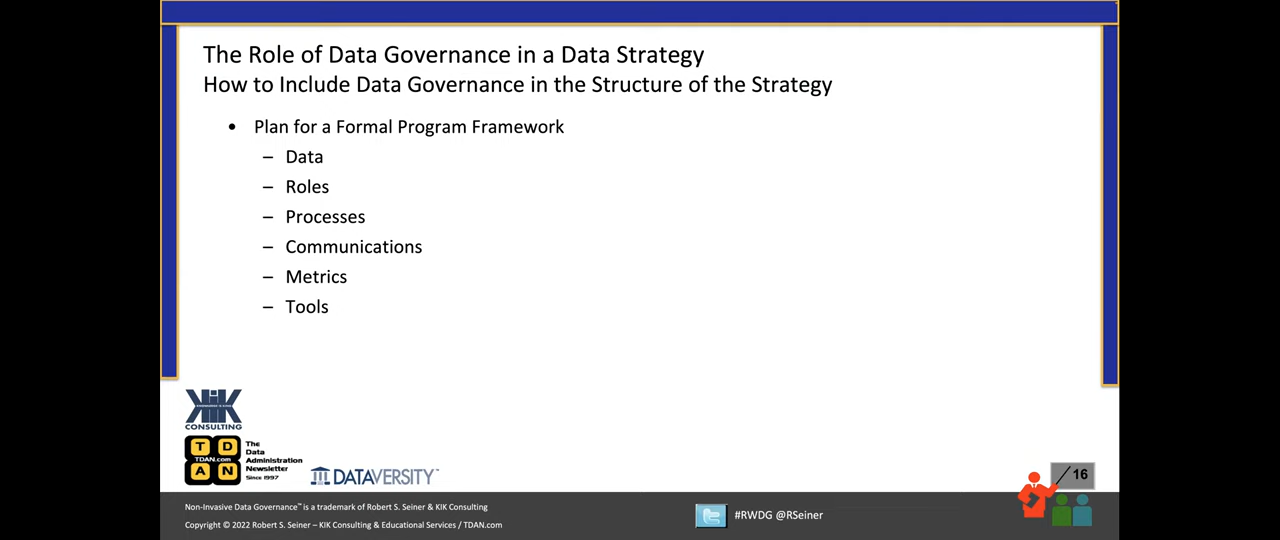 The Role of Data Governance in a Data Strategy
How to Include Data Governance in the Structure of the Strategy
• Plan for a Formal Program Framework
– Data
– Roles
– Processes
– Communications
– Metrics
– Tools
KIK
CONSULTING
T D
TDAN.com
A N
The
Data
Administration
Newsletter
Since 1997
DATAVERSITY™
16
Non-Invasive Data Governance™ is a trademark of Robert S. Seiner & KIK Consulting
Copyright © 2022 Robert S. Seiner – KIK Consulting & Educational Services / TDAN.com
#RWDG @RSeiner